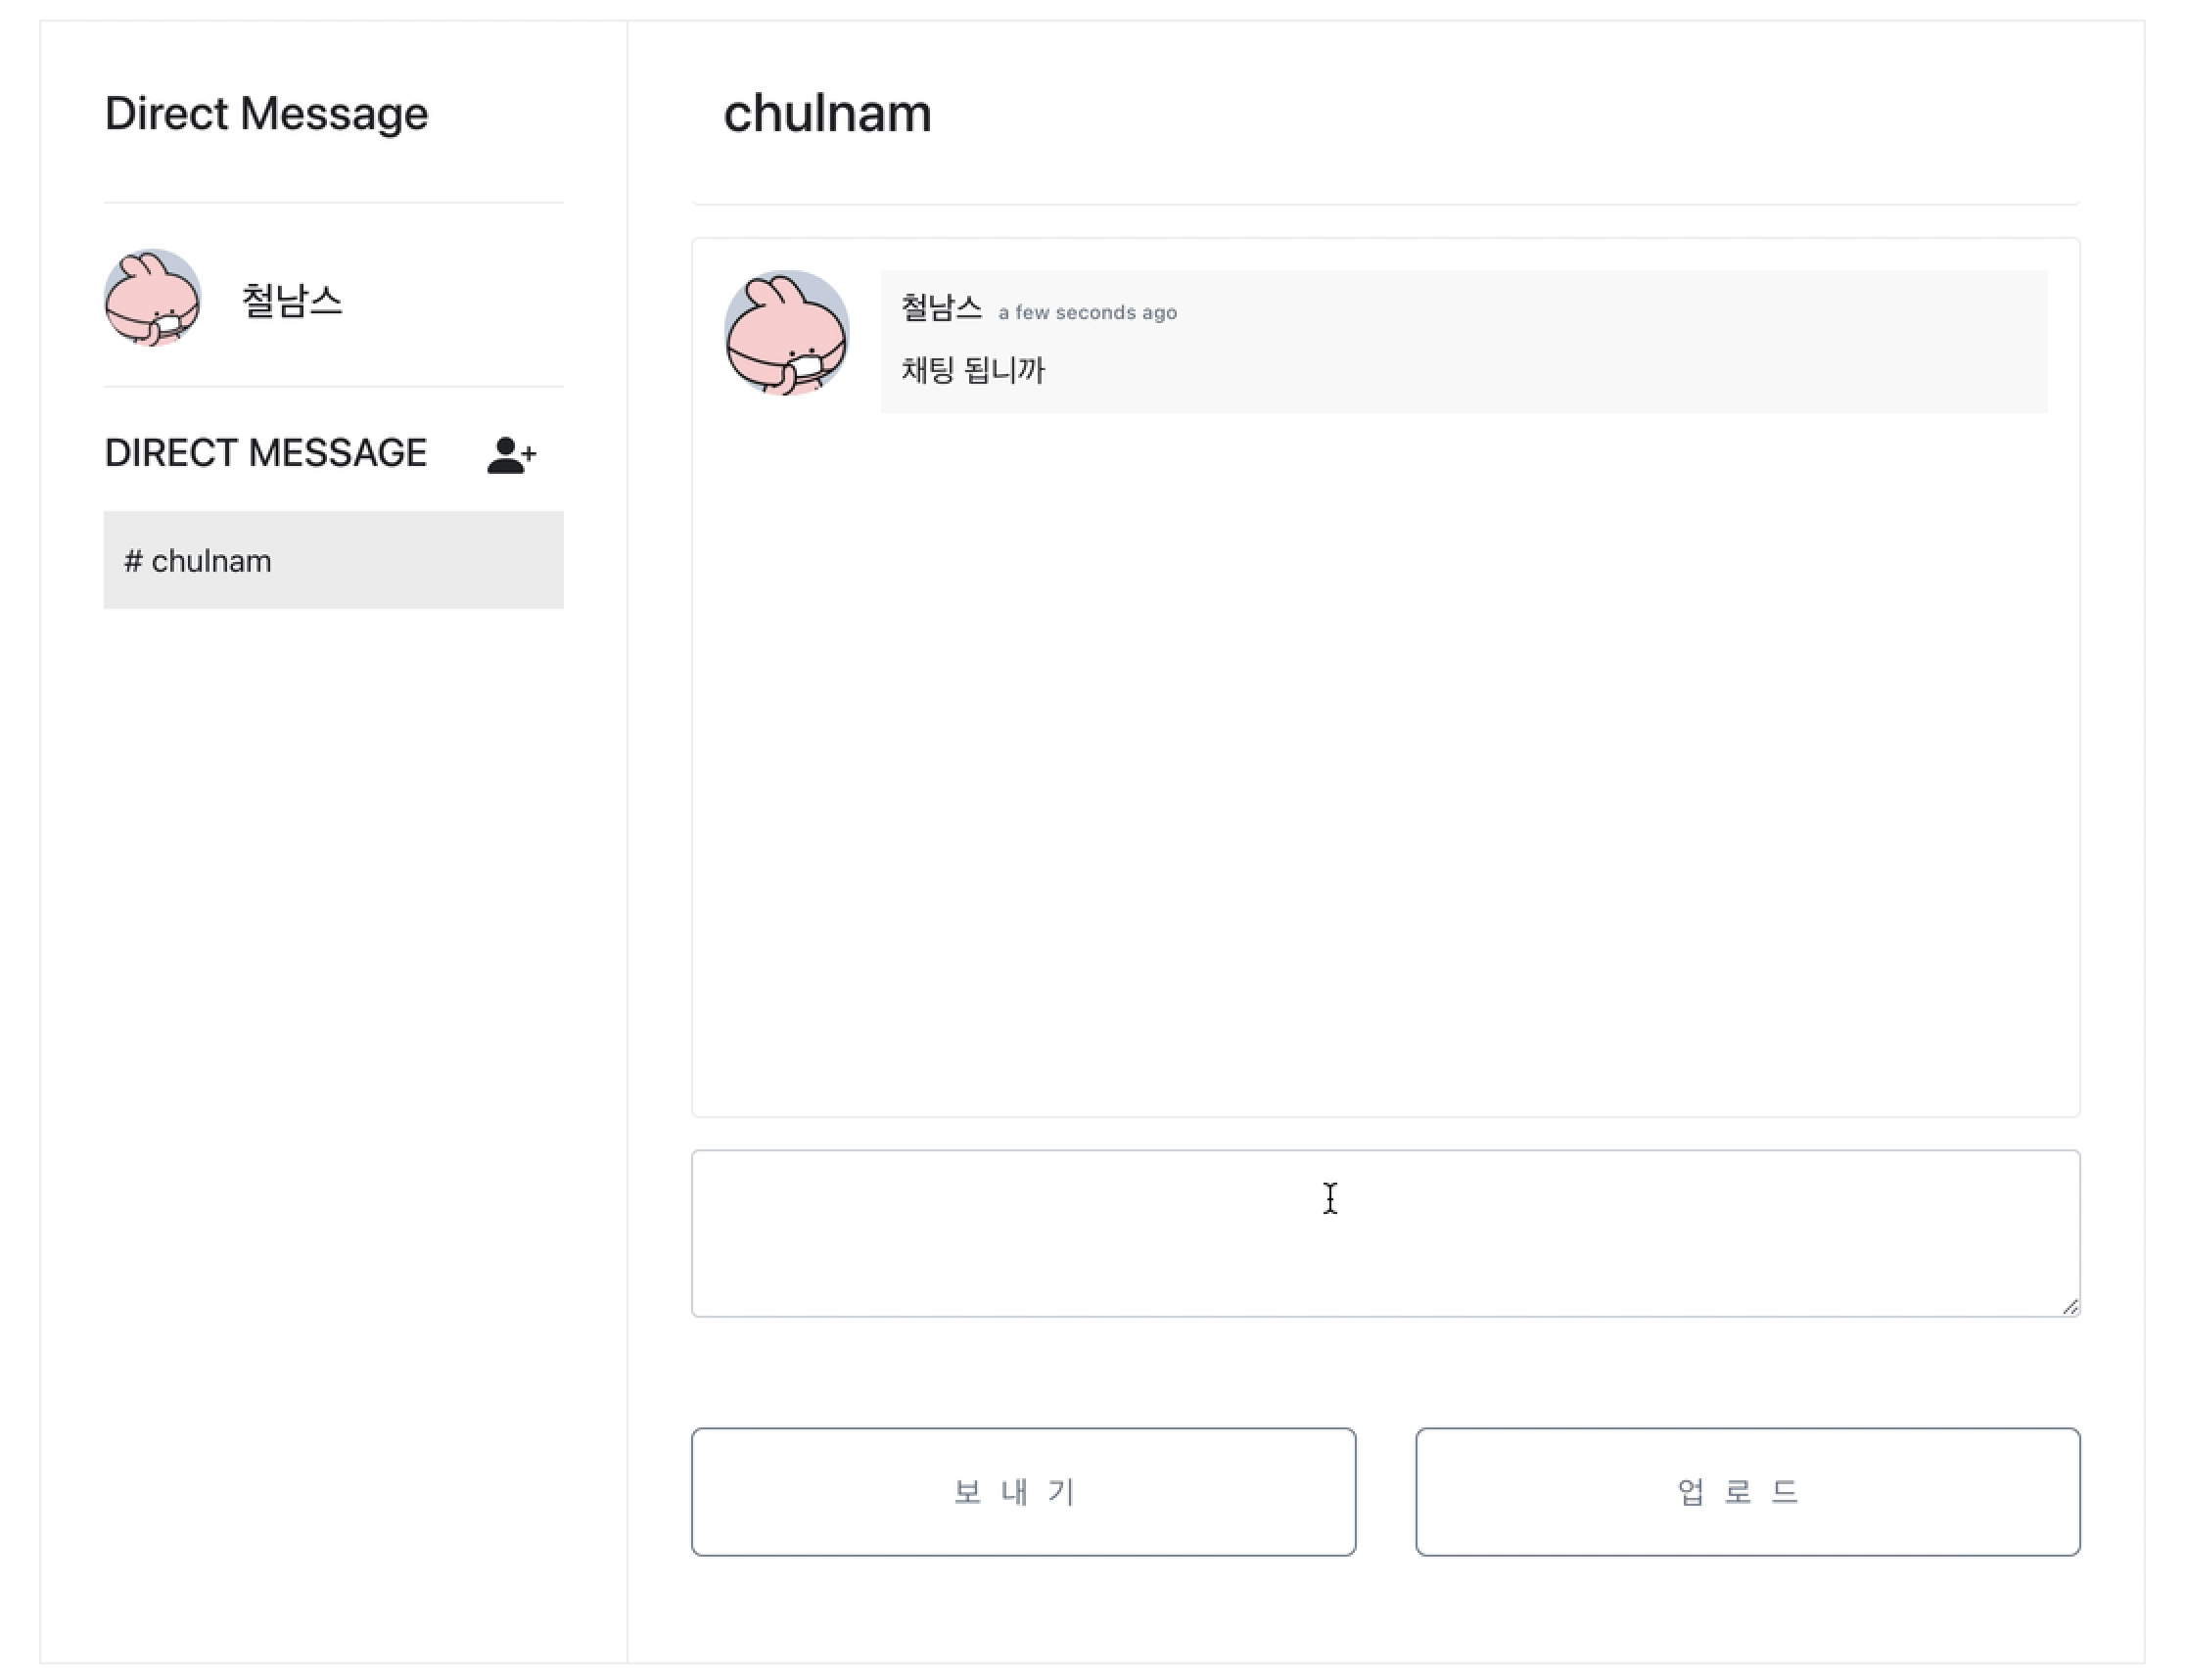 Direct Message
철남스
DIRECT MESSAGE
# chulnam
chulnam
철남스 a few seconds ago
채팅 됩니까
보내기
업로드